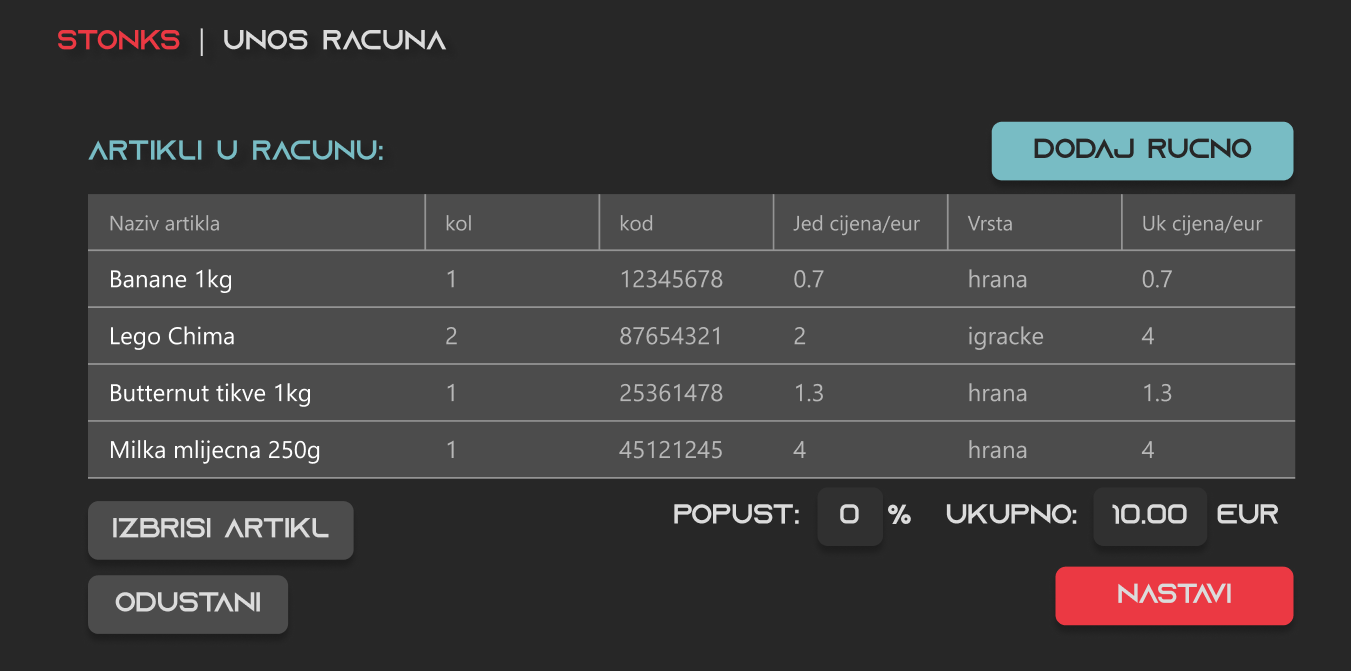 STONKS | UNOS RACUNA
ARTIKLI U RACUNU:
DODAJ RUCNO
Naziv artikla kol kod Jed cijena/eur Vrsta Uk cijena/eur
Banane 1kg 1 12345678 0.7 hrana 0.7
Lego Chima 2 87654321 2 igracke 4
Butternut tikve 1kg 1 25361478 1.3 hrana 1.3
Milka mlijecna 250g 1 45121245 4 hrana 4
IZBRISI ARTIKL
POPUST: 0 % UKUPNO: 10.00 EUR
ODUSTANI
NASTAVI